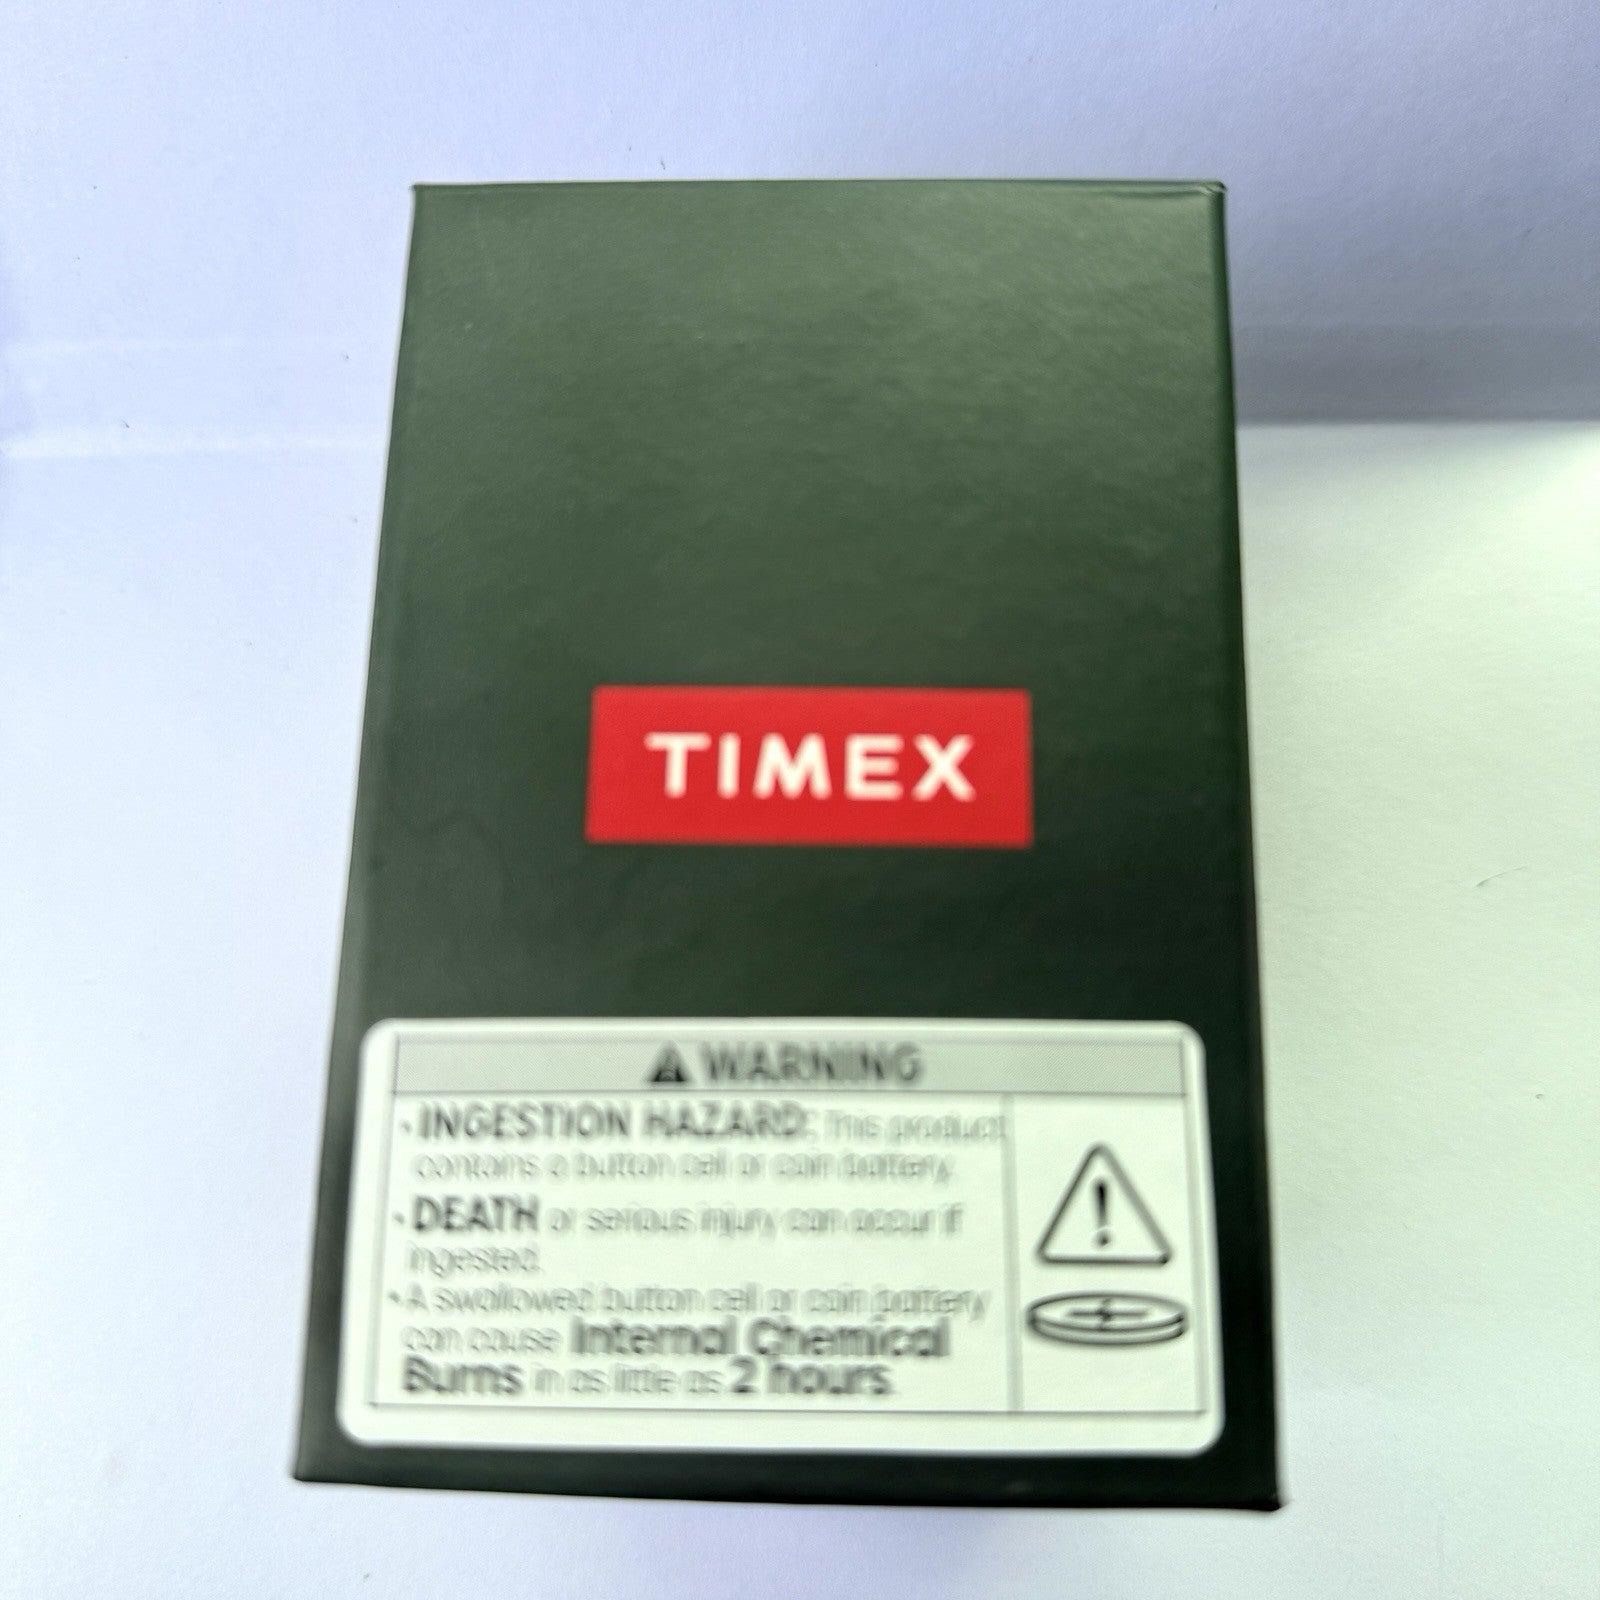 TIMEX
WARNING
• INGESTION HAZARD: This product
contains a button cell or coin battery.
• DEATH or serious injury can occur if
ingested.
• A swallowed button cell or coin battery
can cause Internal Chemical
Burns in as little as 2 hours.